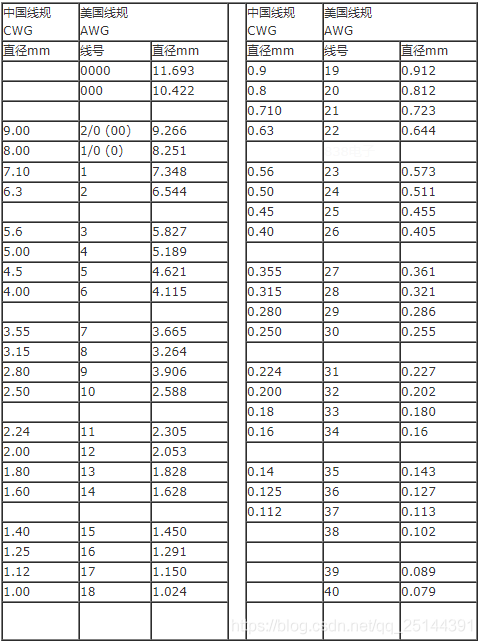 中国线规 美国线规
CWG AWG
直径mm 线号 直径mm
0000 11.693
000 10.422
9.00 2/0 (00) 9.266
8.00 1/0 (0) 8.251
7.10 1 7.348
6.3 2 6.544
5.6 3 5.827
5.00 4 5.189
4.5 5 4.621
4.00 6 4.115
3.55 7 3.665
3.15 8 3.264
2.80 9 3.906
2.50 10 2.588
2.24 11 2.305
2.00 12 2.053
1.80 13 1.828
1.60 14 1.628
1.40 15 1.450
1.25 16 1.291
1.12 17 1.150
1.00 18 1.024
中国线规 美国线规
CWG AWG
直径mm 线号 直径mm
0.9 19 0.912
0.8 20 0.812
0.710 21 0.723
0.63 22 0.644
0.56 23 0.573
0.50 24 0.511
0.45 25 0.455
0.40 26 0.405
0.355 27 0.361
0.315 28 0.321
0.280 29 0.286
0.250 30 0.255
0.224 31 0.227
0.200 32 0.202
0.18 33 0.180
0.16 34 0.16
0.14 35 0.143
0.125 36 0.127
0.112 37 0.113
38 0.102
39 0.089
40 0.079
https://blog.csdn.net/qq_25144391